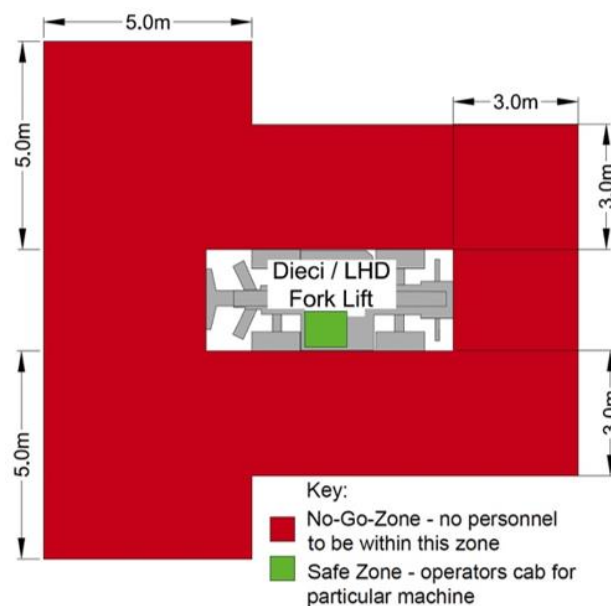 5.0m
5.0m
3.0m
3.0m
Dieci / LHD
Fork Lift
5.0m
3.0m
Key:
No-Go-Zone - no personnel
to be within this zone
Safe Zone - operators cab for
particular machine